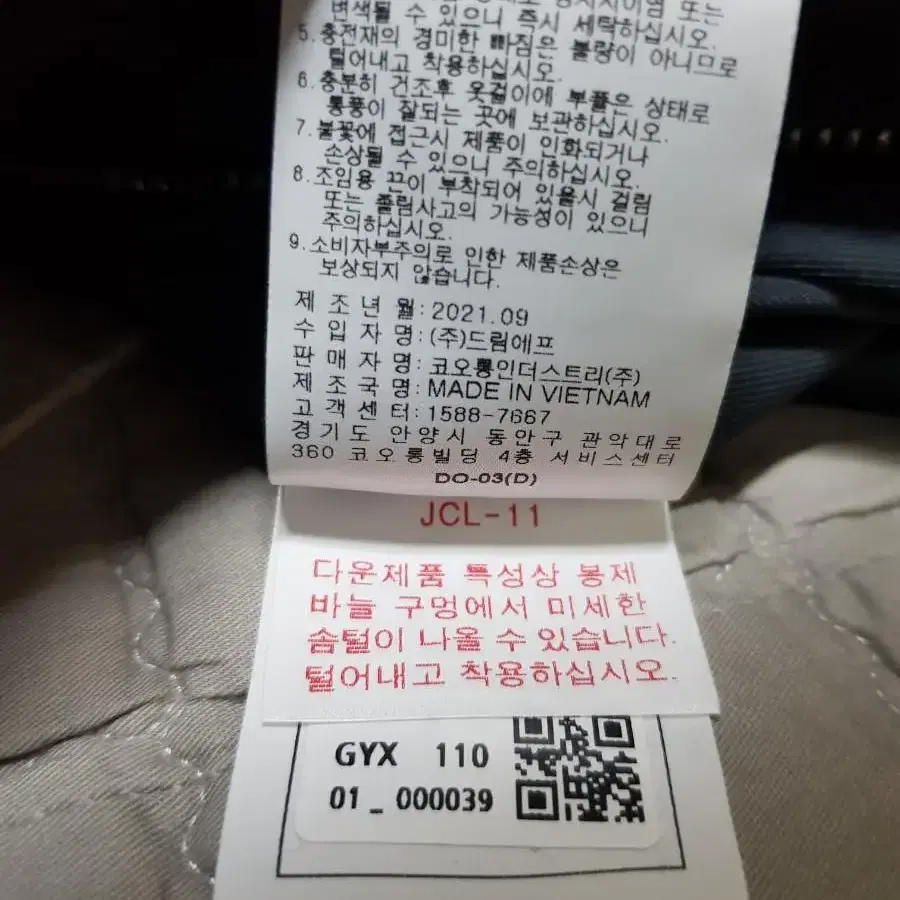 또는
변색될 수 있으니 즉시 세탁하십시오.
5.충전재의 경미한 빠짐은 불량이 아니므로
털어내고 착용하십시오.
6.충분히 건조후 옷걸이에 부풀은 상태로
통풍이 잘되는 곳에 보관하십시오.
7.불꽃에 접근시 제품이 인화되거나
손상될 수 있으니 주의하십시오.
8.조임용 끈이 부착되어 있을시 걸림
또는 졸림사고의 가능성이 있으니
주의하십시오.
9.소비자부주의로 인한 제품손상은
보상되지 않습니다.
제 조 년 월: 2021.09
수 입 자 명: (주)드림에프
판 매 자 명: 코오롱인더스트리(주)
제 조 국 명: MADE IN VIETNAM
고 객 센 터: 1588-7667
경기도 안양시 동안구 관악대로
360 코오롱빌딩 4층 서비스센터
DO-03(D)
JCL-11
다운제품 특성상 봉제
바늘 구멍에서 미세한
솜털이 나올 수 있습니다.
털어내고 착용하십시오.
GYX 110
01_000039